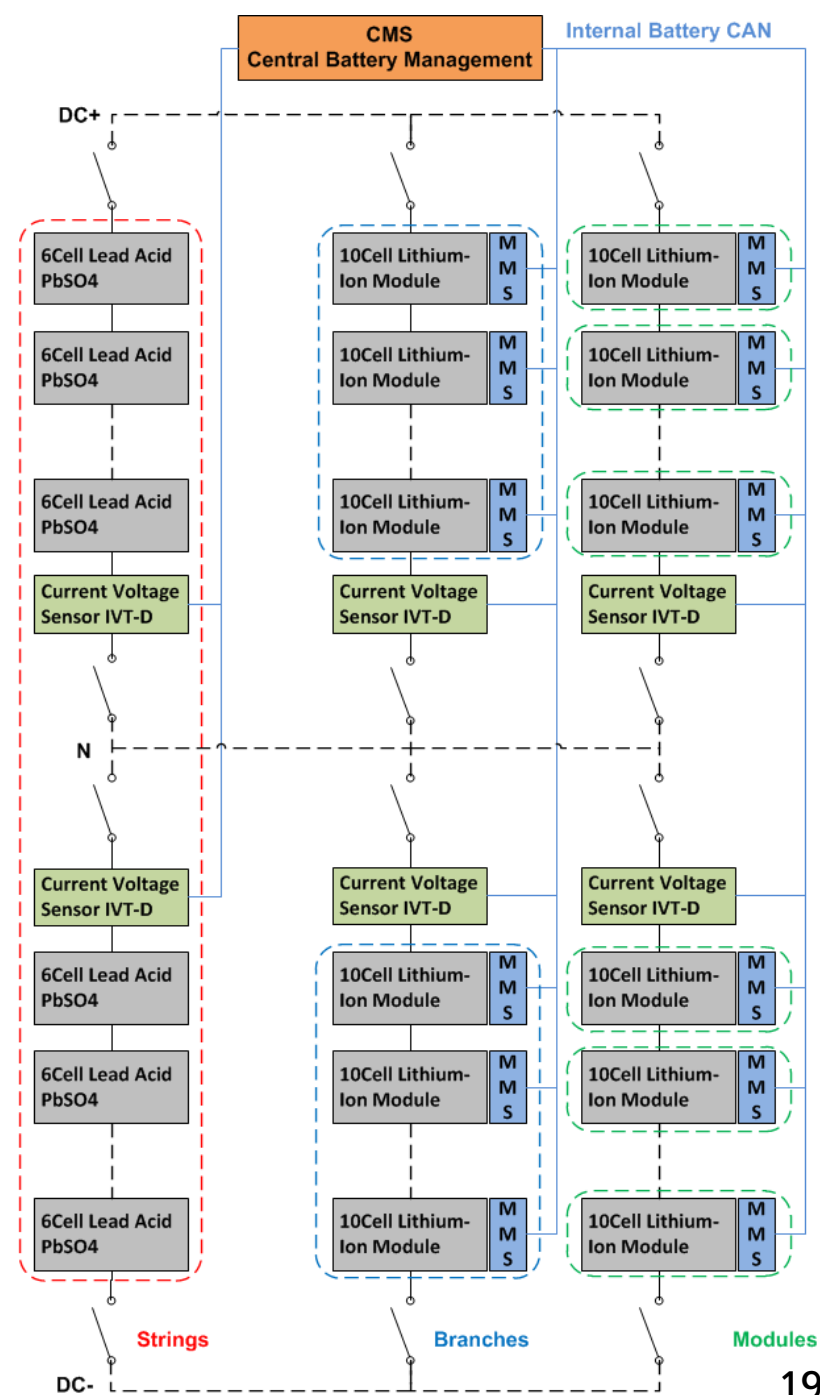 CMS
Central Battery Management
Internal Battery CAN
DC+
6Cell Lead Acid
PbSO4
10Cell Lithium-
Ion Module
M
M
S
10Cell Lithium-
Ion Module
M
M
S
6Cell Lead Acid
PbSO4
10Cell Lithium-
Ion Module
M
M
S
10Cell Lithium-
Ion Module
M
M
S
6Cell Lead Acid
PbSO4
10Cell Lithium-
Ion Module
M
M
S
10Cell Lithium-
Ion Module
M
M
S
Current Voltage
Sensor IVT-D
Current Voltage
Sensor IVT-D
Current Voltage
Sensor IVT-D
N
Current Voltage
Sensor IVT-D
Current Voltage
Sensor IVT-D
Current Voltage
Sensor IVT-D
6Cell Lead Acid
PbSO4
10Cell Lithium-
Ion Module
M
M
S
10Cell Lithium-
Ion Module
M
M
S
6Cell Lead Acid
PbSO4
10Cell Lithium-
Ion Module
M
M
S
10Cell Lithium-
Ion Module
M
M
S
6Cell Lead Acid
PbSO4
10Cell Lithium-
Ion Module
M
M
S
10Cell Lithium-
Ion Module
M
M
S
Strings
Branches
Modules
DC-
19